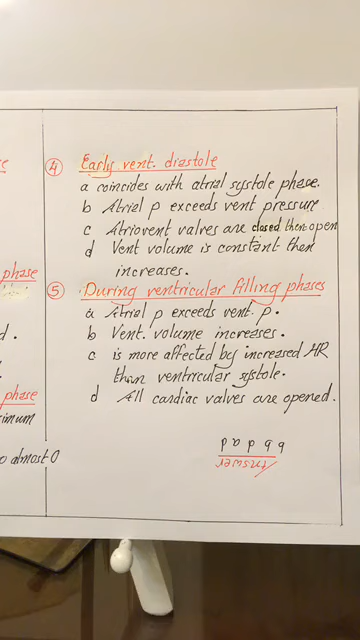 phase
d.
phase
ximum
o almost 0
④ Early vent. diastole
a coincides with atrial systole phase.
b Atrial p exceeds vent pressure
c Atriovent valves are closed then open
d Vent volume is constant then
increases.
⑤ During ventricular filling phases
a Atrial p exceeds vent p.
b Vent. volume increases.
c is more affected by increased HR
than ventricular systole.
d All cardiac valves are opened.
Answer
b b d a d